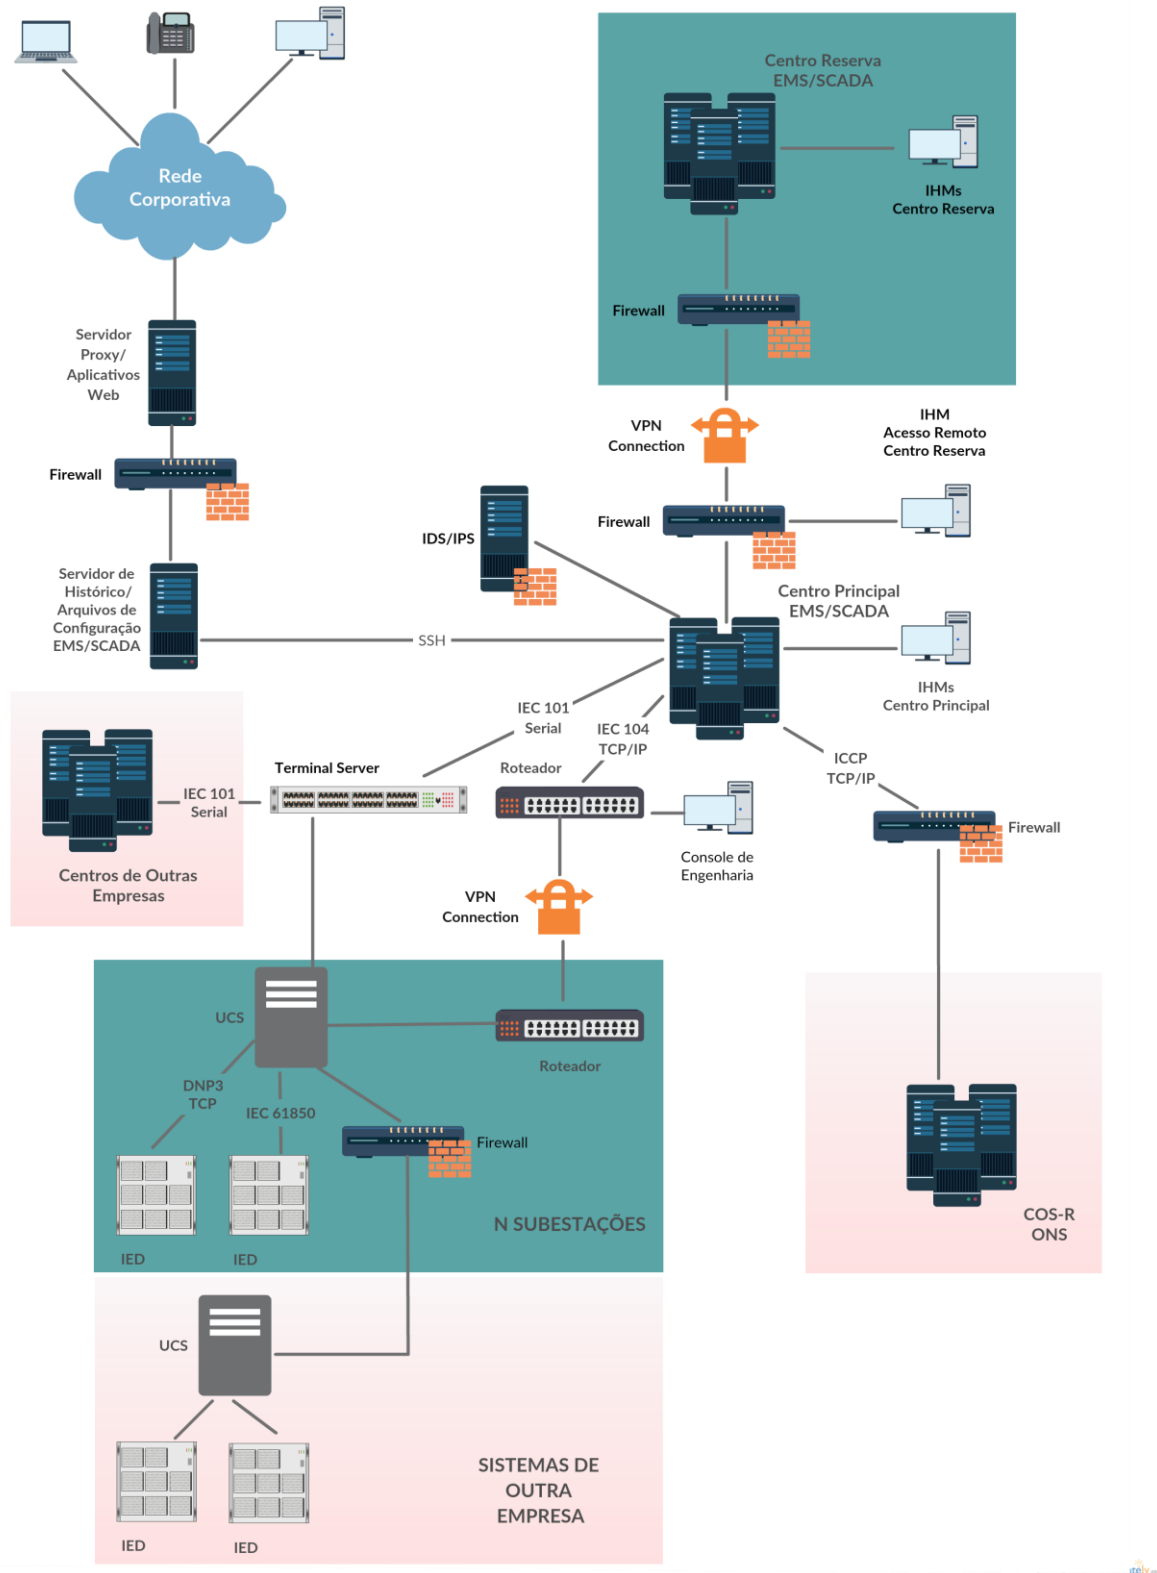 Centro Reserva
EMS/SCADA
Rede
Corporativa
IHMs
Centro Reserva
Firewall
Servidor
Proxy/
Aplicativos
Web
VPN
Connection
IHM
Acesso Remoto
Centro Reserva
Firewall
Firewall
IDS/IPS
Servidor de
Histórico/
Arquivos de
Configuração
EMS/SCADA
Centro Principal
EMS/SCADA
SSH
IHMs
Centro Principal
IEC 101
Serial
IEC 104
TCP/IP
ICCP
TCP/IP
Terminal Server
Roteador
IEC 101
Serial
Firewall
Console de
Engenharia
Centros de Outras
Empresas
VPN
Connection
UCS
Roteador
DNP3
TCP
IEC 61850
Firewall
N SUBESTAÇÕES
COS-R
ONS
IED
IED
UCS
SISTEMAS DE
OUTRA
EMPRESA
IED
IED